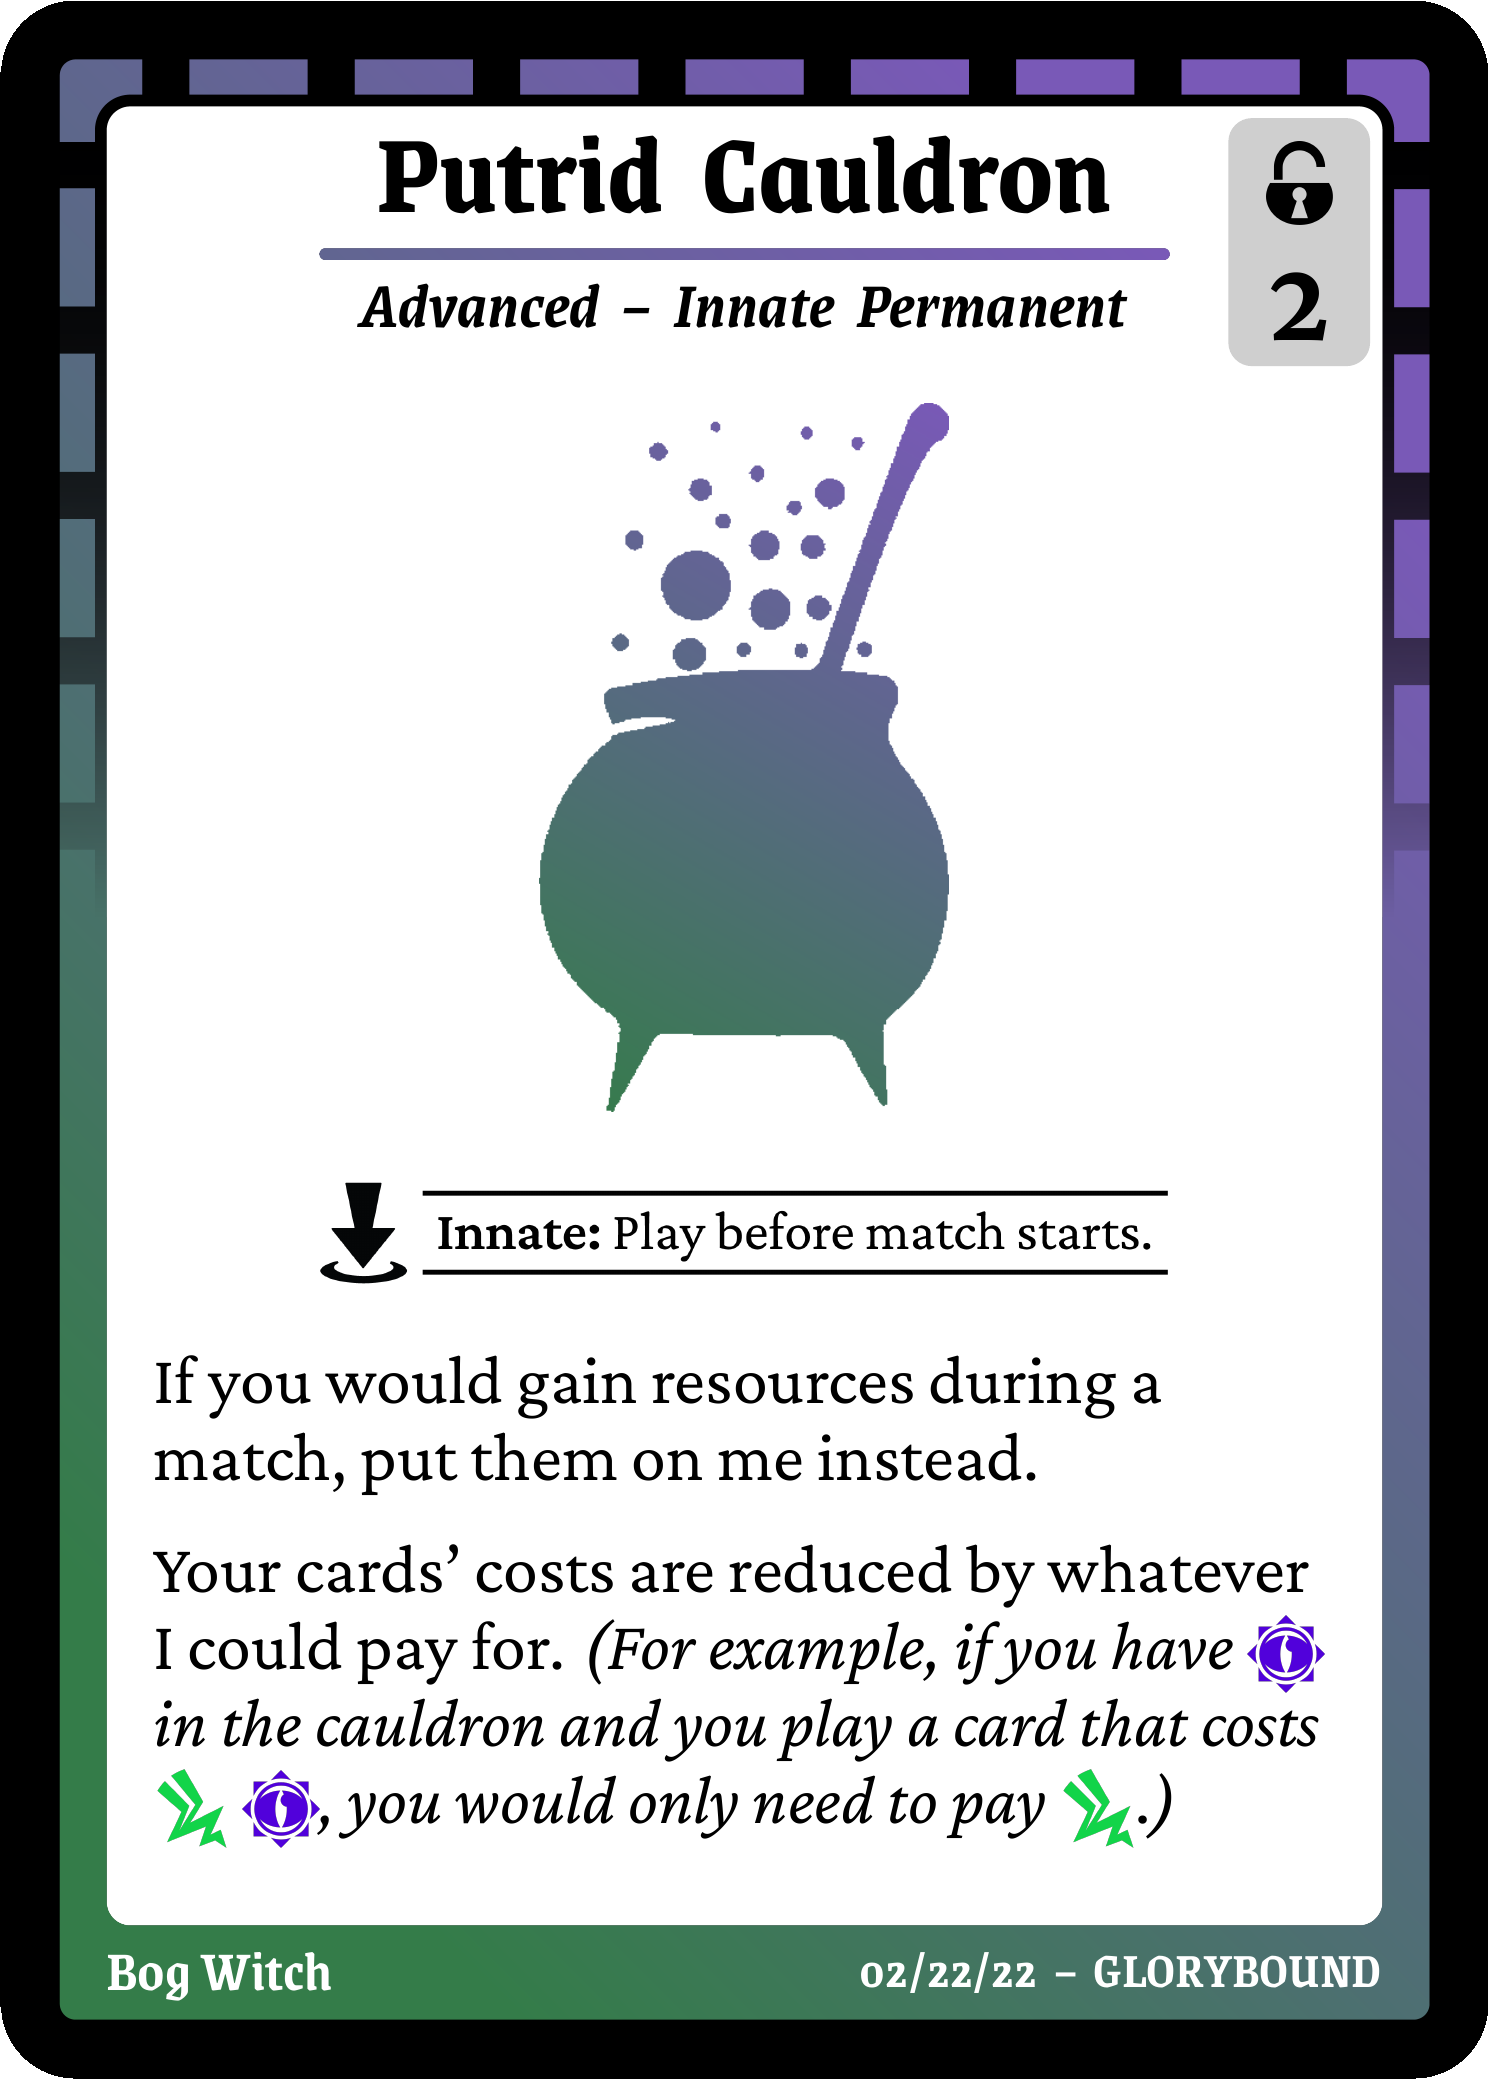 Putrid Cauldron
2
Advanced – Innate Permanent
Innate: Play before match starts.
If you would gain resources during a
match, put them on me instead.
Your cards’ costs are reduced by whatever
I could pay for. (For example, if you have
in the cauldron and you play a card that costs
, you would only need to pay .)
Bog Witch
02/22/22 – GLORYBOUND